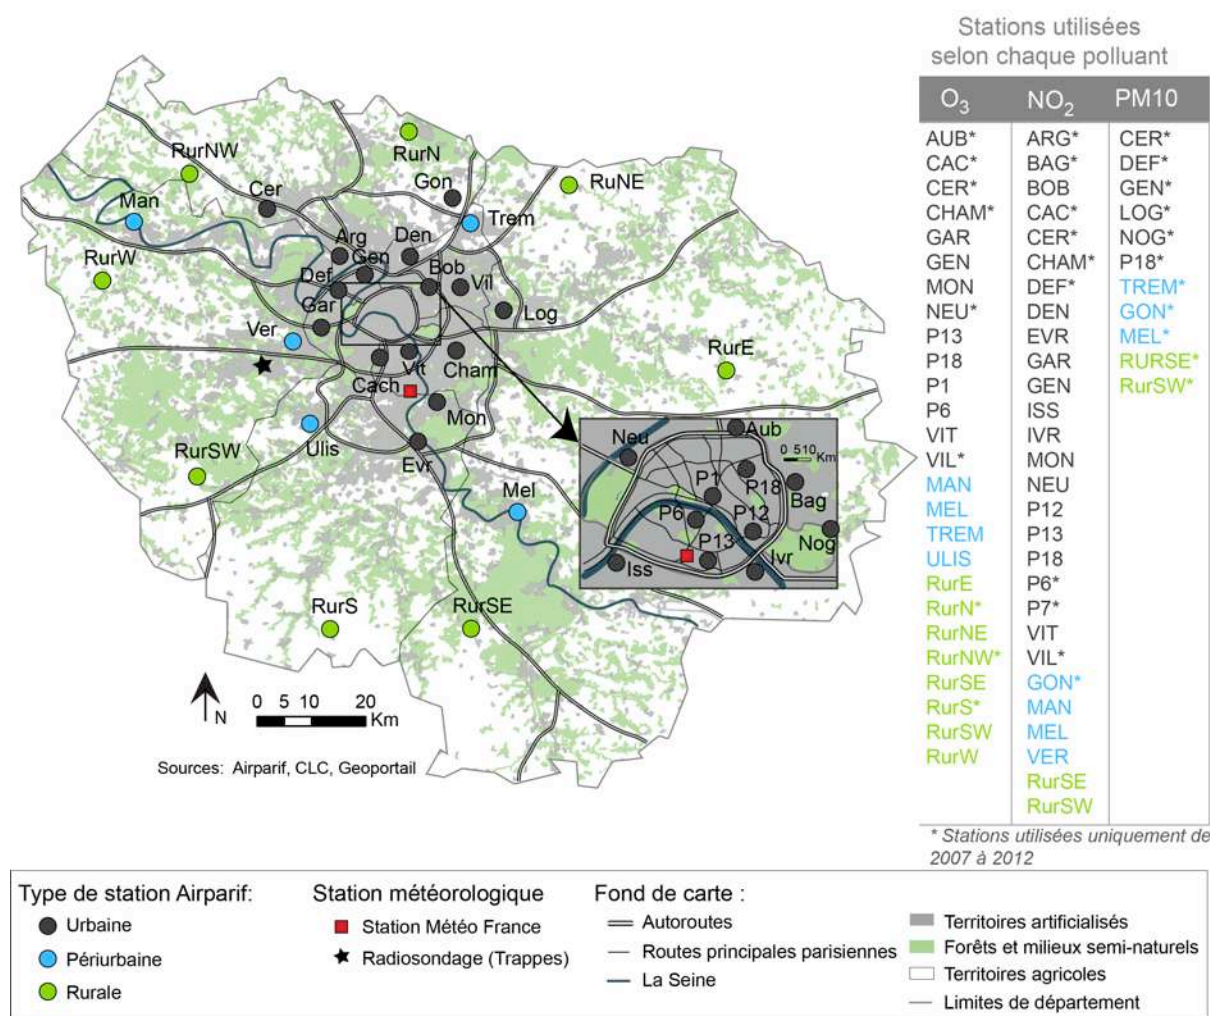 Stations utilisées
selon chaque polluant
O3 NO2 PM10
AUB* ARG* CER*
CAC* BAG* DEF*
CER* BOB GEN*
CHAM* CAC* LOG*
GAR CER* NOG*
GEN CHAM* P18*
MON DEF* TREM*
NEU* DEN GON*
P13 EVR MEL*
P18 GAR RURSE*
P1 GEN RurSW*
P6 ISS
VIT IVR
VIL* MON
MAN NEU
MEL P12
TREM P13
ULIS P18
RurE P6*
RurN* P7*
RurNE VIT
RurNW* VIL*
RurSE GON*
RurS* MAN
RurSW MEL
RurW VER
RurSE
RurSW
* Stations utilisées uniquement de
2007 à 2012
RurNW
RurN
RuNE
Gon
Cer
Man
Trem
Arg
Den
Gen
RurW
Def
Bob
Vil
Gar
Log
Ver
Vit
Cham
RurE
Cach
Mon
Ulis
Evr
RurSW
Mel
RurS
RurSE
Neu
Aub
0 510
Km
P1
P18
Bag
P6
P12
P13
Nog
Iss
Ivr
N
0 5 10 20
Km
Sources: Airparif, CLC, Geoportail
Type de station Airparif:
Urbaine
Périurbaine
Rurale
Station météorologique
Station Météo France
Radiosondage (Trappes)
Fond de carte :
Autoroutes
Routes principales parisiennes
La Seine
Territoires artificialisés
Forêts et milieux semi-naturels
Territoires agricoles
Limites de département